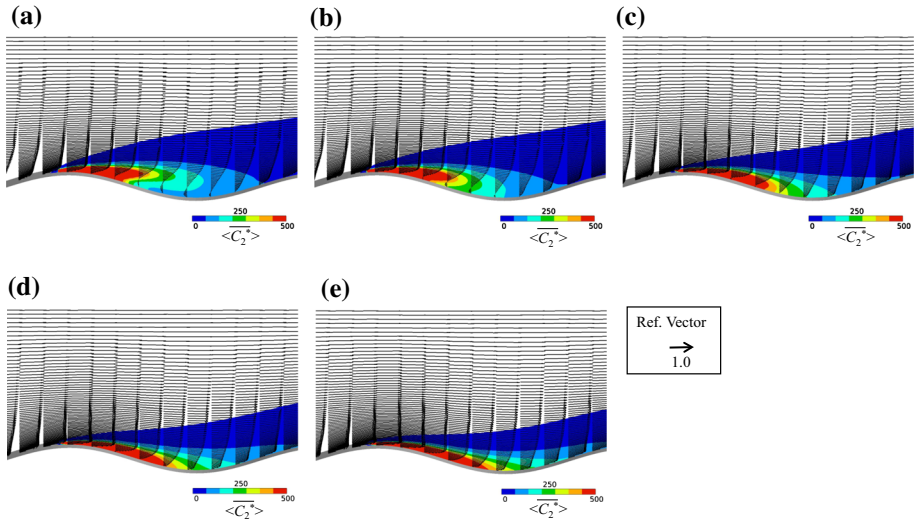 (a) (b) (c)
250 250 250
0 500 0 500 0 500
<C₂*> <C₂*> <C₂*>
(d) (e)
Ref. Vector
1.0
250 250
0 500 0 500
<C₂*> <C₂*>